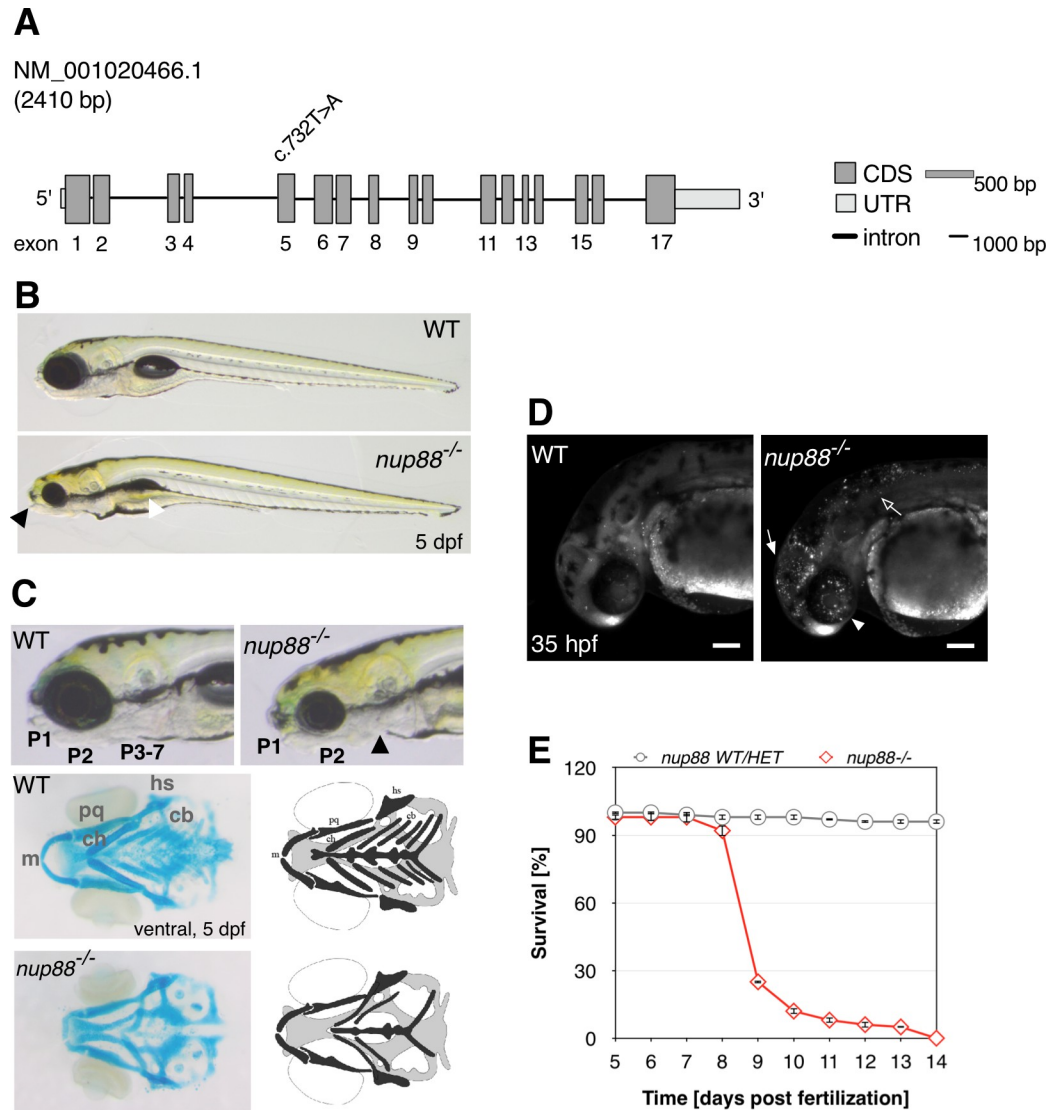 A
NM_001020466.1
(2410 bp)
c.732T>A
5'
3'
exon 1 2 3 4 5 6 7 8 9 11 13 15 17
CDS
500 bp
UTR
intron
1000 bp
B
WT
nup88-/-
5 dpf
C
WT
P1
P2
P3-7
nup88-/-
P1
P2
WT
hs
pq
cb
ch
m
ventral, 5 dpf
hs
pq
cb
ch
m
nup88-/-
D
WT
35 hpf
nup88-/-
E
nup88 WT/HET
nup88-/-
120
90
60
30
0
Survival [%]
5 6 7 8 9 10 11 12 13 14
Time [days post fertilization]